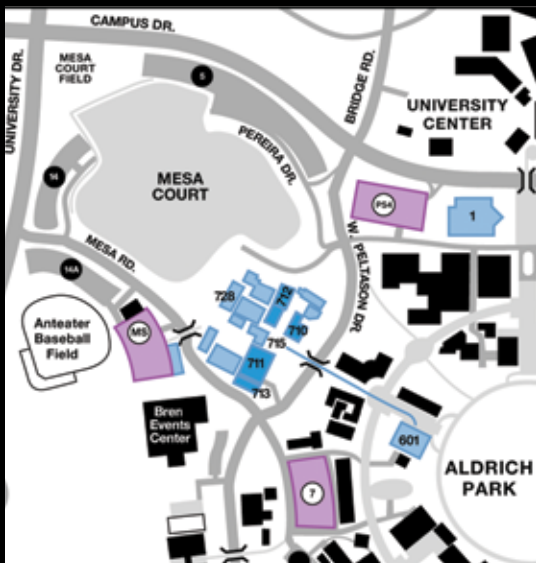 CAMPUS DR.
MESA
COURT
FIELD
5
UNIVERSITY DR.
BRIDGE RD.
UNIVERSITY
CENTER
PEREIRA DR.
14
MESA
COURT
PS4
1
MESA RD.
W. PELTASON DR.
14A
728
712
710
715
711
713
Anteater
Baseball
Field
MS
Bren
Events
Center
601
ALDRICH
PARK
7